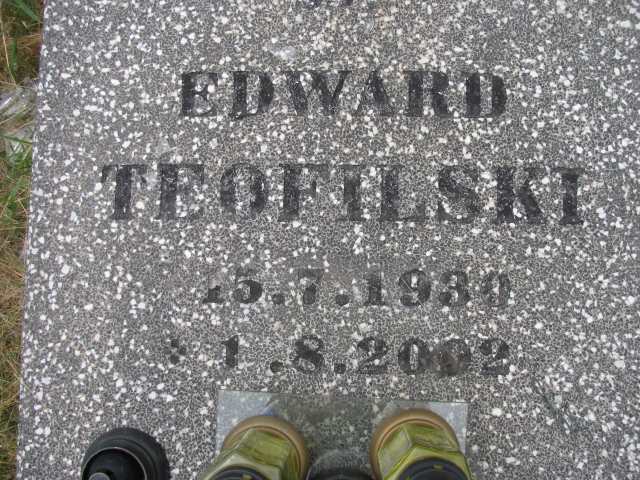 EDWARD
TEOFILSKI
15.7.1930
+ 1.8.2002